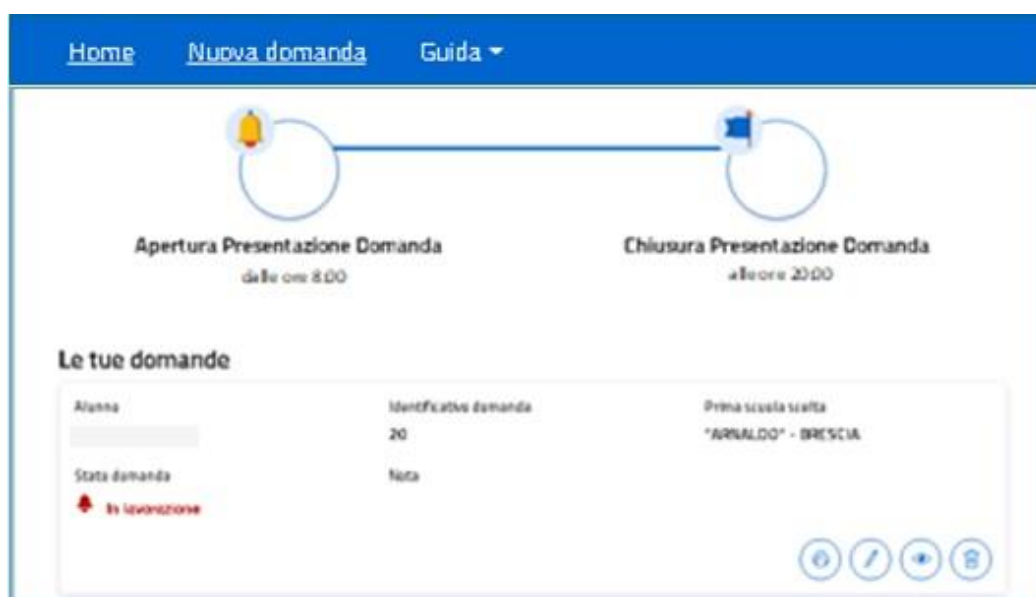 Home Nuova domanda Guida
Apertura Presentazione Domanda Chiusura Presentazione Domanda
dalle ore 8:00 alle ore 20:00
Le tue domande
Alunno Identificativo domanda Prima scuola scelta
20 "ARNALDO" - BRESCIA
Stato domanda Nota
In lavorazione